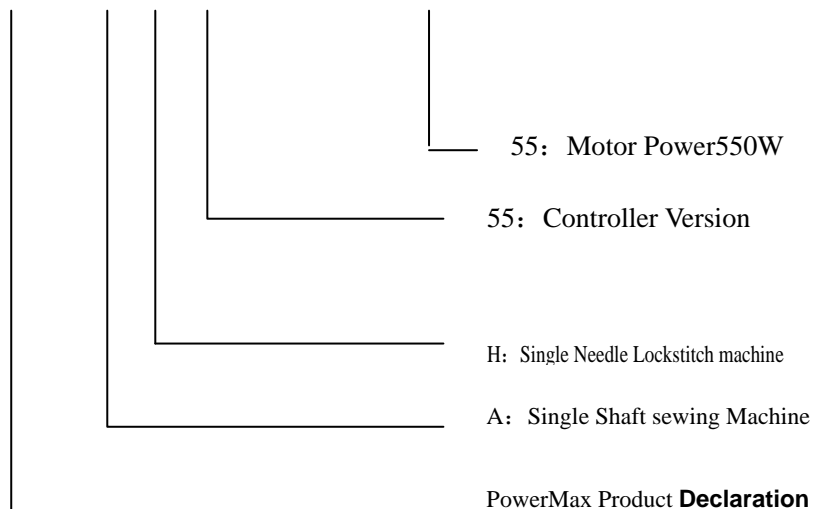 55：Motor Power550W
55：Controller Version
H：Single Needle Lockstitch machine
A：Single Shaft sewing Machine
PowerMax Product Declaration